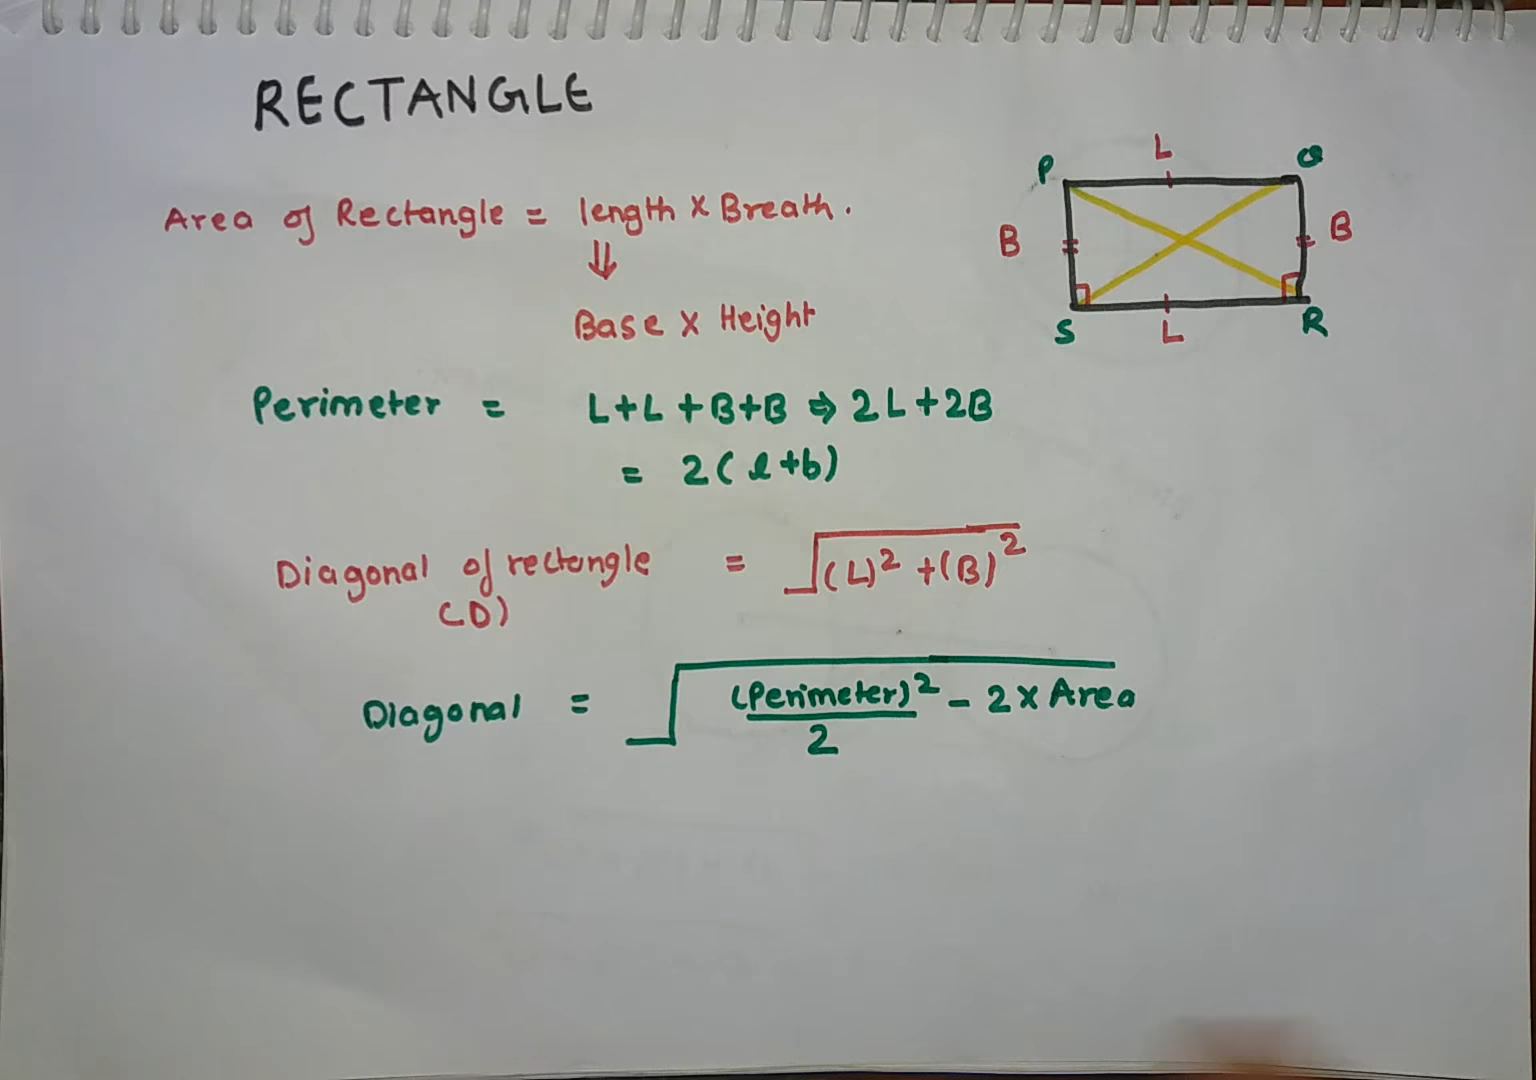 RECTANGLE
Area of Rectangle = length × Breath.
⇓
Base × Height
Perimeter = L+L+B+B ⇒ 2L+2B
= 2(l+b)
Diagonal of rectangle = √(L)² + (B)²
(D)
Diagonal = √(Perimeter)²/2 - 2 × Area
L
P Q
B B
S R
L